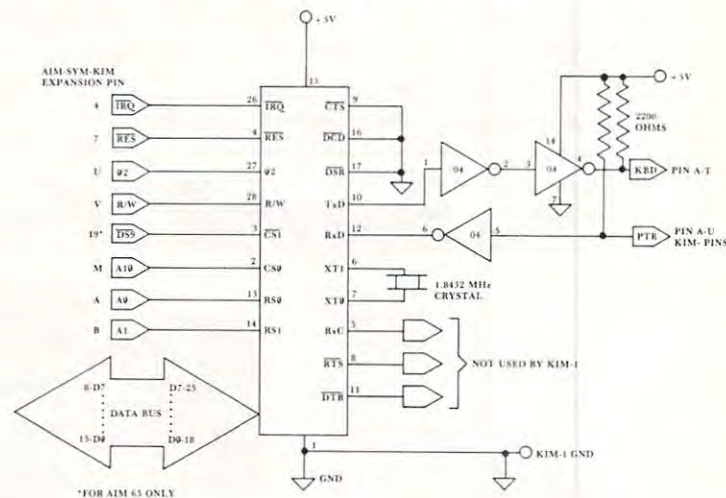 + 5V
AIM-SYM-KIM
EXPANSION PIN
15
4 IRQ 26 IRQ CTS 9
7 RES 4 RES DCD 16
U Φ2 27 Φ2 DSR 17
V R/W 28 R/W TxD 10
19* DS9 3 CS1 RxD 12
M A10 2 CS0 XT1 6
A A0 13 RS0 XT0 7
B A1 14 RS1 RxC 5
RTS 8
DTR 11
1 04 2 3 04 4
14
7
+ 5V
2200
OHMS
KBD PIN A-T
6 04 5
PTR PIN A-U
KIM- PINS
1.8432 MHz
CRYSTAL
NOT USED BY KIM-1
8-D7 D7-25
DATA BUS
15-D0 D0-18
1
GND
KIM-1 GND
*FOR AIM 65 ONLY